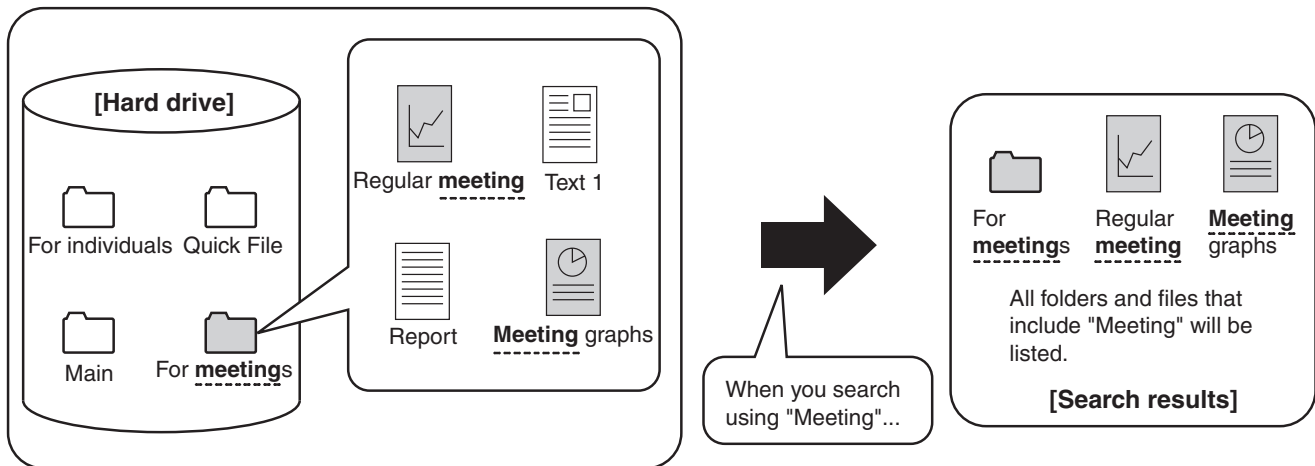 [Hard drive]
For individuals
Quick File
Main
For meetings
Regular meeting
Text 1
Report
Meeting graphs
When you search
using "Meeting"...
For
meetings
Regular
meeting
Meeting
graphs
All folders and files that
include "Meeting" will be
listed.
[Search results]